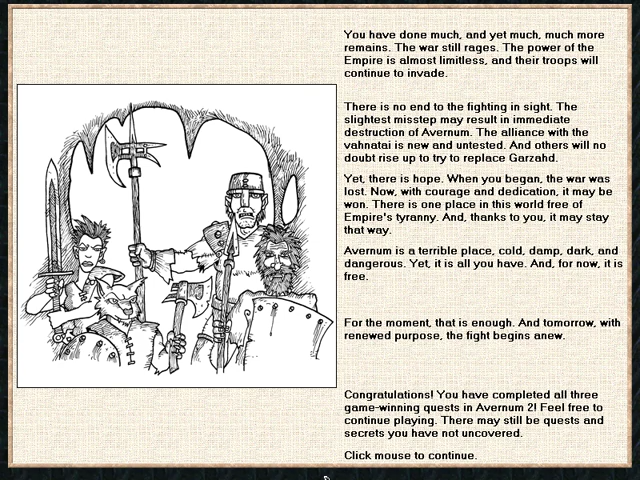 You have done much, and yet much, much more
remains. The war still rages. The power of the
Empire is almost limitless, and their troops will
continue to invade.
There is no end to the fighting in sight. The
slightest misstep may result in immediate
destruction of Avernum. The alliance with the
vahnatai is new and untested. And others will no
doubt rise up to try to replace Garzahd.
Yet, there is hope. When you began, the war was
lost. Now, with courage and dedication, it may be
won. There is one place in this world free of
Empire's tyranny. And, thanks to you, it may stay
that way.
Avernum is a terrible place, cold, damp, dark, and
dangerous. Yet, it is all you have. And, for now, it is
free.
For the moment, that is enough. And tomorrow, with
renewed purpose, the fight begins anew.
Congratulations! You have completed all three
game-winning quests in Avernum 2! Feel free to
continue playing. There may still be quests and
secrets you have not uncovered.
Click mouse to continue.